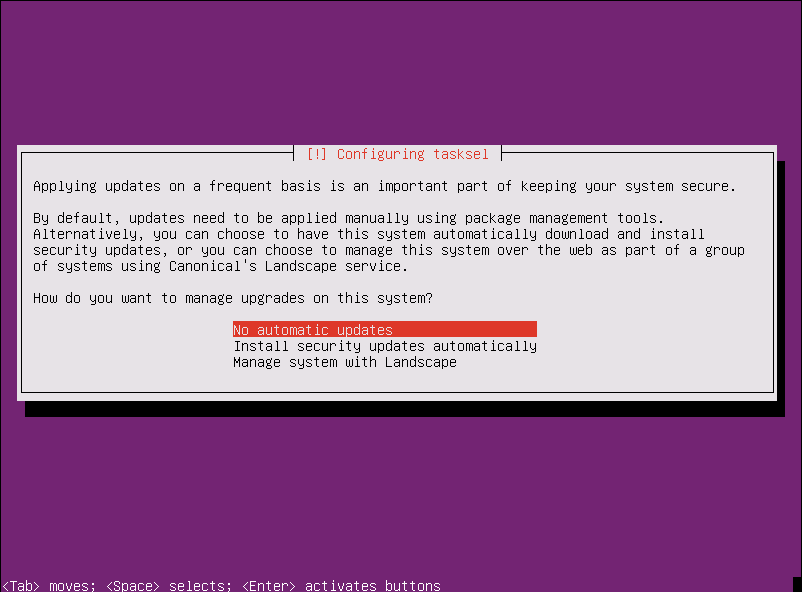 [!] Configuring tasksel
Applying updates on a frequent basis is an important part of keeping your system secure.
By default, updates need to be applied manually using package management tools.
Alternatively, you can choose to have this system automatically download and install
security updates, or you can choose to manage this system over the web as part of a group
of systems using Canonical's Landscape service.
How do you want to manage upgrades on this system?
No automatic updates
Install security updates automatically
Manage system with Landscape
<Tab> moves; <Space> selects; <Enter> activates buttons